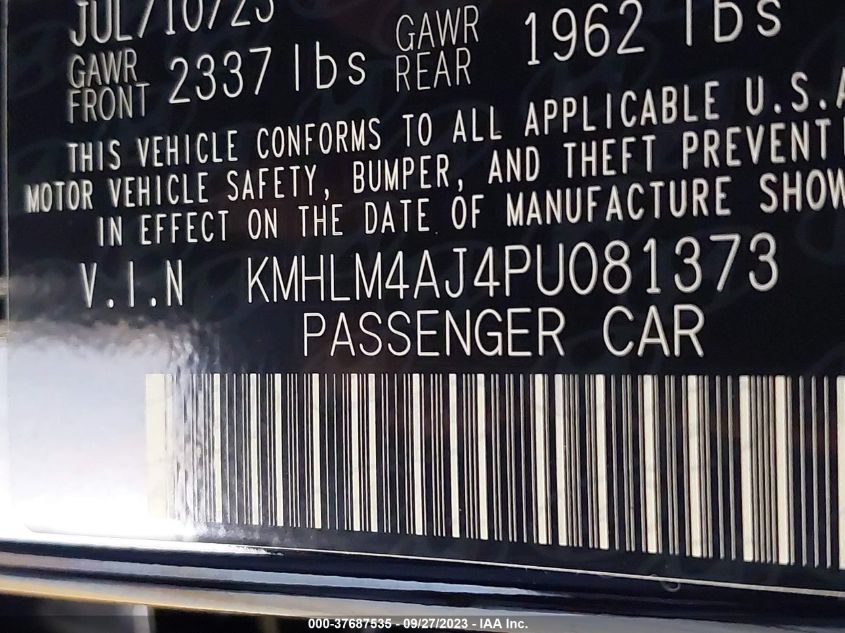 JUL/10/23
GAWR FRONT 2337 lbs GAWR REAR 1962 lbs
THIS VEHICLE CONFORMS TO ALL APPLICABLE U.S.A
MOTOR VEHICLE SAFETY, BUMPER, AND THEFT PREVENT
IN EFFECT ON THE DATE OF MANUFACTURE SHOW
V.I.N KMHLM4AJ4PU081373
PASSENGER CAR
000-37687535 - 09/27/2023 - IAA Inc.